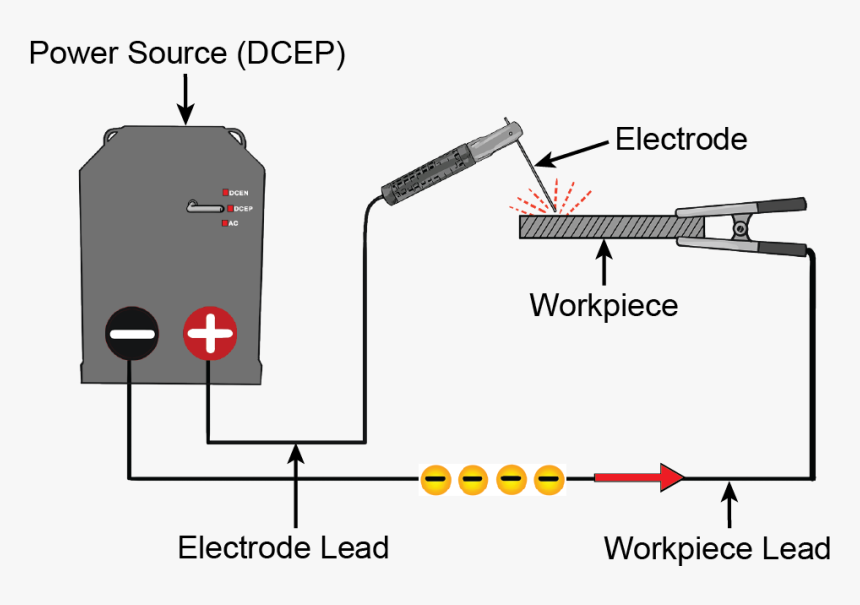 Power Source (DCEP)
Electrode
DCEN
DCEP
AC
Workpiece
Electrode Lead
Workpiece Lead